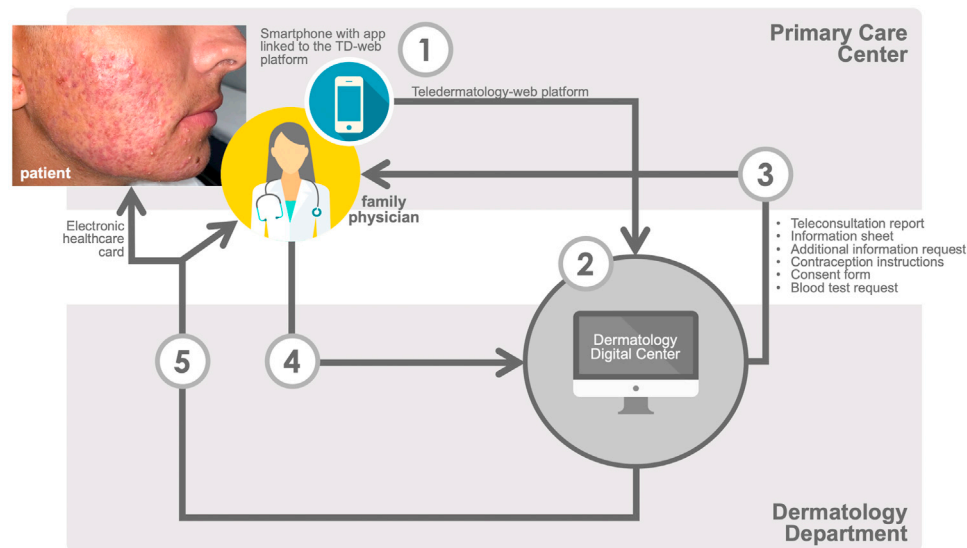 Smartphone with app
linked to the TD-web
platform
1
Primary Care
Center
Teledermatology-web platform
patient
family
physician
3
Electronic
healthcare
card
• Teleconsultation report
• Information sheet
• Additional information request
• Contraception instructions
• Consent form
• Blood test request
2
Dermatology
Digital Center
5
4
Dermatology
Department